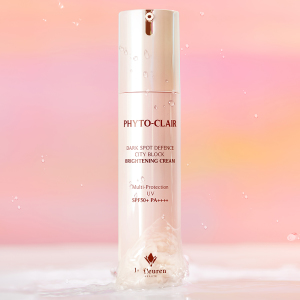 PHYTO-CLAIR
DARK SPOT DEFENCE
CITY BLOCK
BRIGHTENING CREAM
Multi-Protection
UV
SPF50+ PA++++